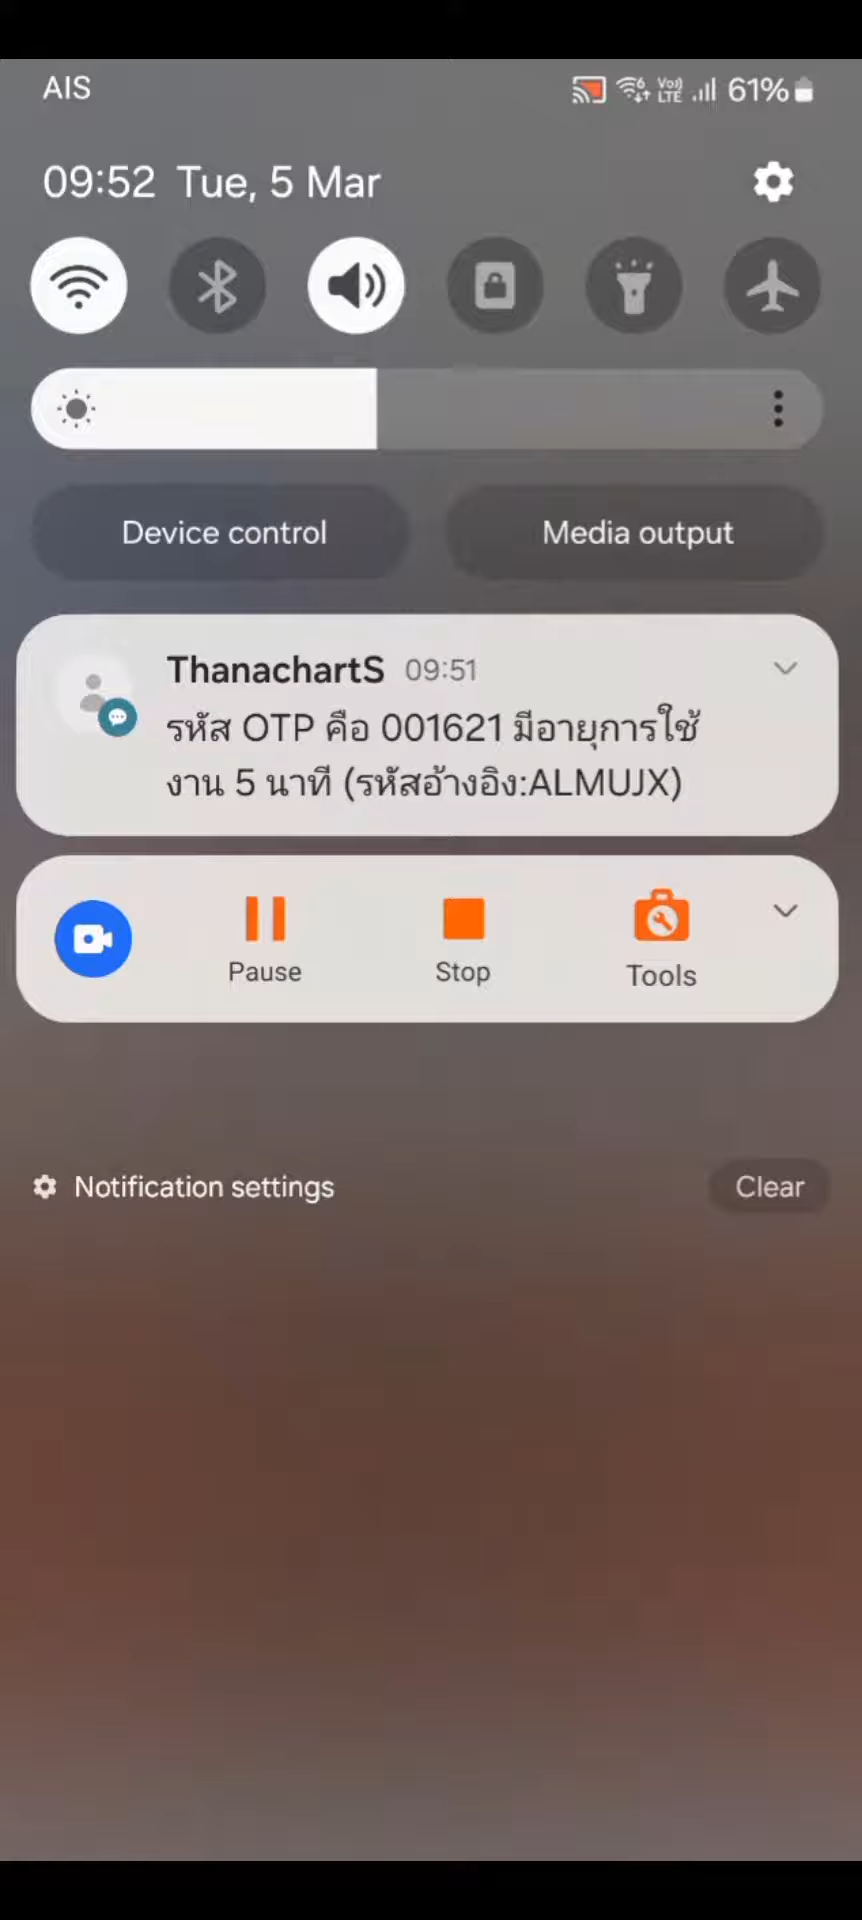 AIS
Vo)) LTE 61%
09:52 Tue, 5 Mar
Device control
Media output
ThanachartS 09:51
รหัส OTP คือ 001621 มีอายุการใช้
งาน 5 นาที (รหัสอ้างอิง:ALMUJX)
Pause
Stop
Tools
Notification settings
Clear